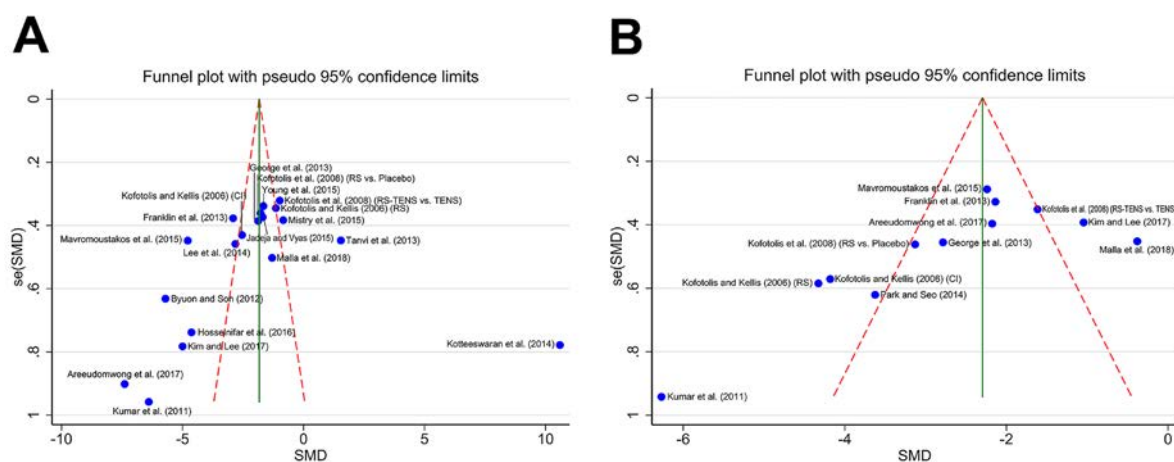 A
Funnel plot with pseudo 95% confidence limits
0
George et al. (2013)
.2
Kofotolis et al. (2008) (RS vs. Placebo)
Young et al. (2015)
Kofotolis and Kellis (2006) (CI)
Kofotolis et al. (2008) (RS-TENS vs. TENS)
Kofotolis and Kellis (2006) (RS)
Franklin et al. (2013)
Mistry et al. (2015)
.4
Mavromoustakos et al. (2015)
Jadeja and Vyas (2015)
Tanvi et al. (2013)
Lee et al. (2014)
Malla et al. (2018)
se(SMD)
.6
Byuon and Son (2012)
Hosseinifar et al. (2016)
Kim and Lee (2017)
Kotteeswaran et al. (2014)
.8
Areeudomwong et al. (2017)
Kumar et al. (2011)
1
-10
-5
0
5
10
SMD
B
Funnel plot with pseudo 95% confidence limits
0
.2
Mavromoustakos et al. (2015)
Franklin et al. (2013)
Kofotolis et al. (2008) (RS-TENS vs. TENS)
Areeudomwong et al. (2017)
Kim and Lee (2017)
.4
Kofotolis et al. (2008) (RS vs. Placebo)
George et al. (2013)
Malla et al. (2018)
se(SMD)
Kofotolis and Kellis (2006) (RS)
Kofotolis and Kellis (2006) (CI)
.6
Park and Seo (2014)
.8
Kumar et al. (2011)
1
-6
-4
-2
0
SMD